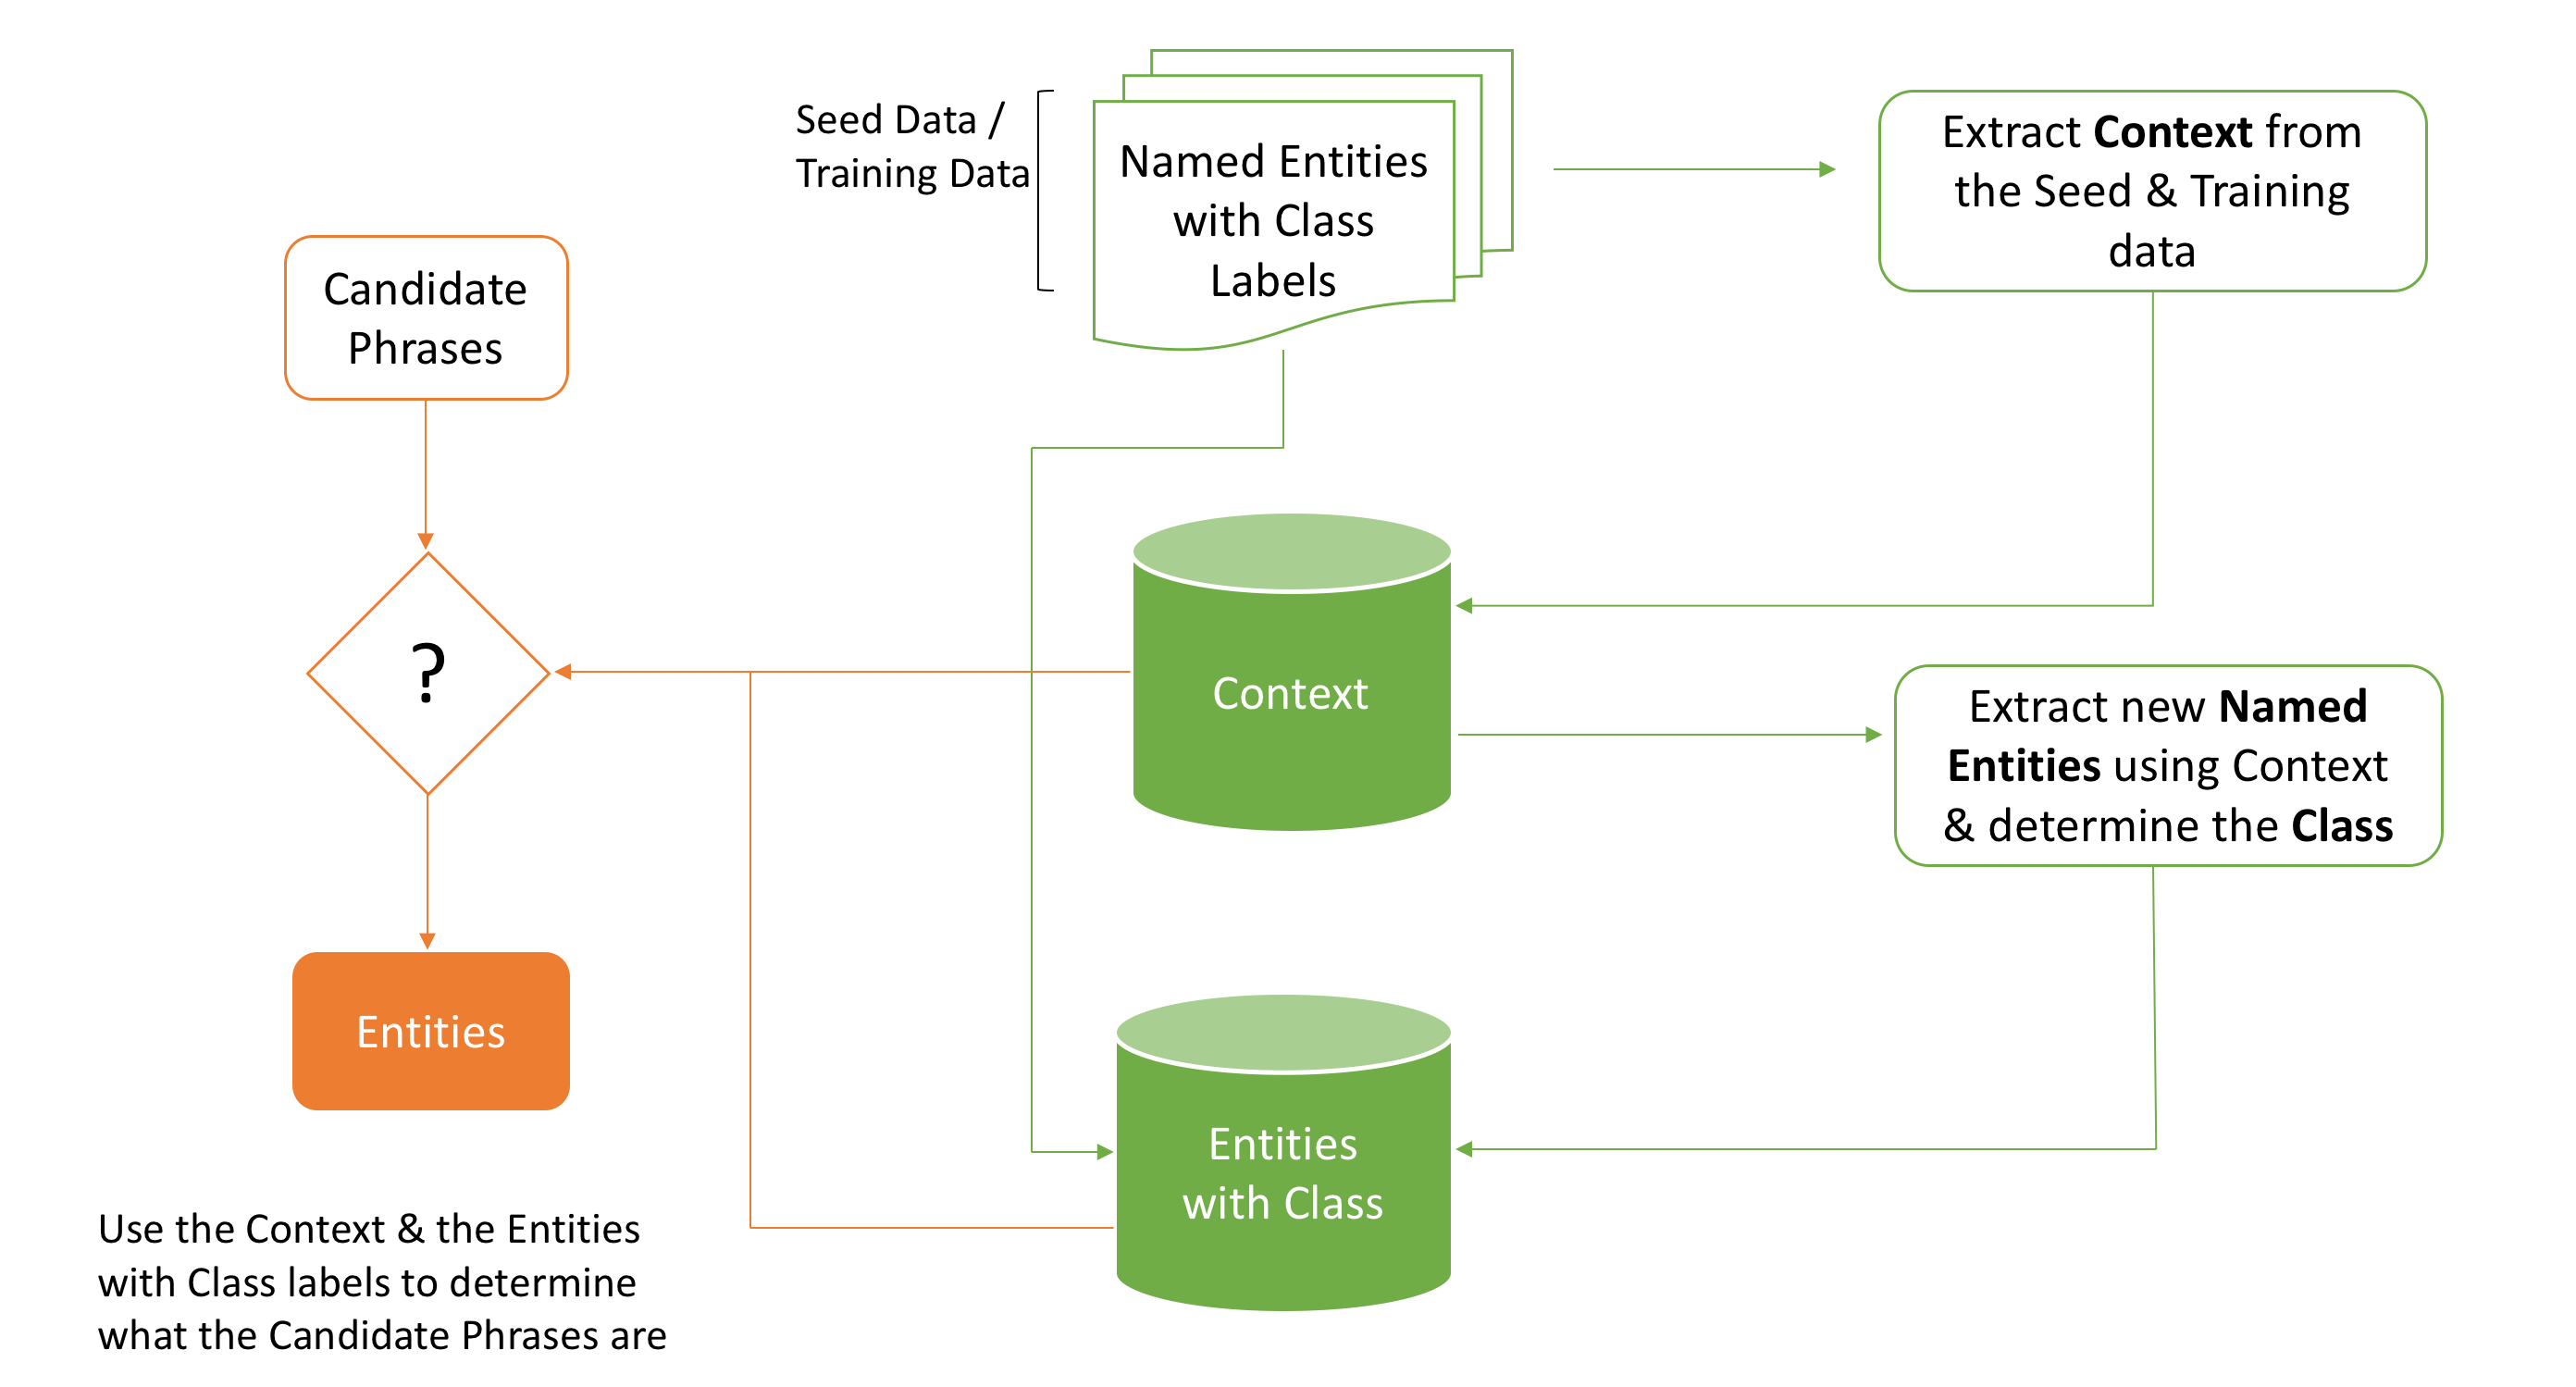 Seed Data /
Training Data
Named Entities
with Class
Labels
Extract Context from
the Seed & Training
data
Candidate
Phrases
?
Context
Extract new Named
Entities using Context
& determine the Class
Entities
Entities
with Class
Use the Context & the Entities
with Class labels to determine
what the Candidate Phrases are